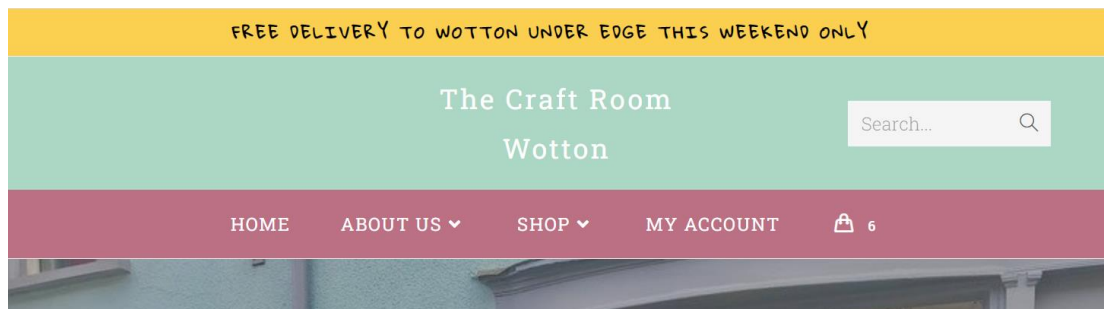 FREE DELIVERY TO WOTTON UNDER EDGE THIS WEEKEND ONLY
The Craft Room
Wotton
Search...
HOME ABOUT US SHOP MY ACCOUNT 6